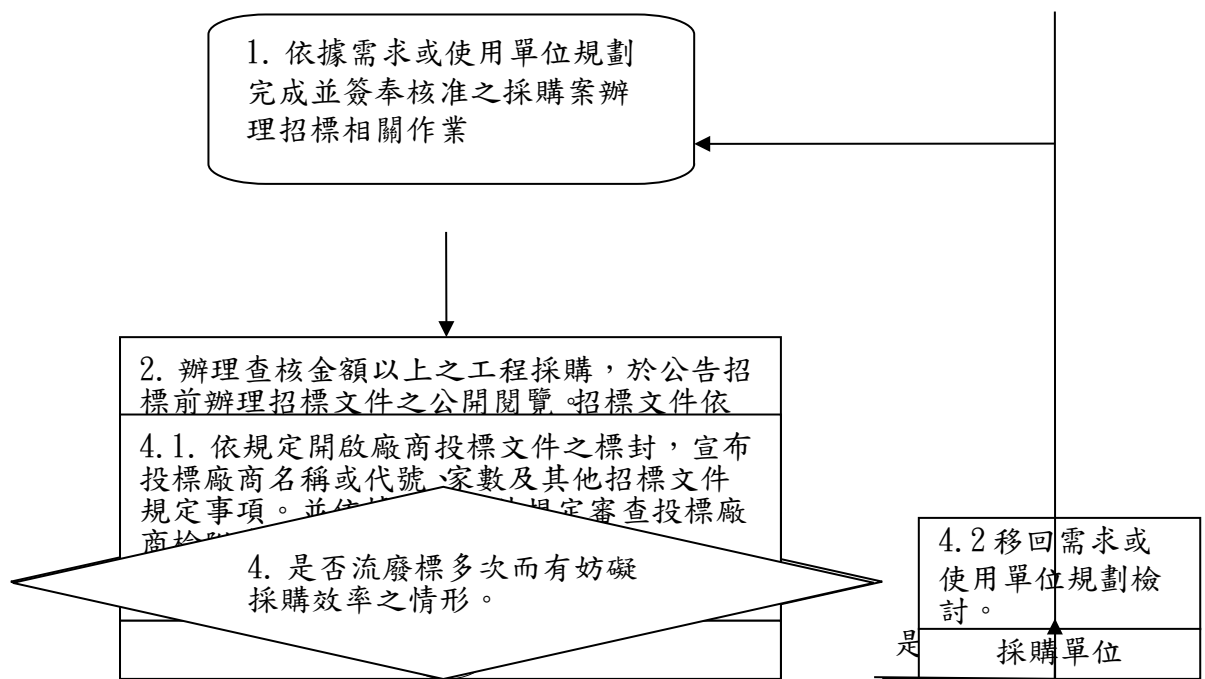 1. 依據需求或使用單位規劃
完成並簽奉核准之採購案辦
理招標相關作業
2. 辦理查核金額以上之工程採購，於公告招
標前辦理招標文件之公開閱覽。招標文件依
4.1. 依規定開啟廠商投標文件之標封，宣布
投標廠商名稱或代號、家數及其他招標文件
規定事項。並依 規定審查投標廠
商檢附
4. 是否流廢標多次而有妨礙
採購效率之情形。
4.2 移回需求或
使用單位規劃檢
討。
是
採購單位